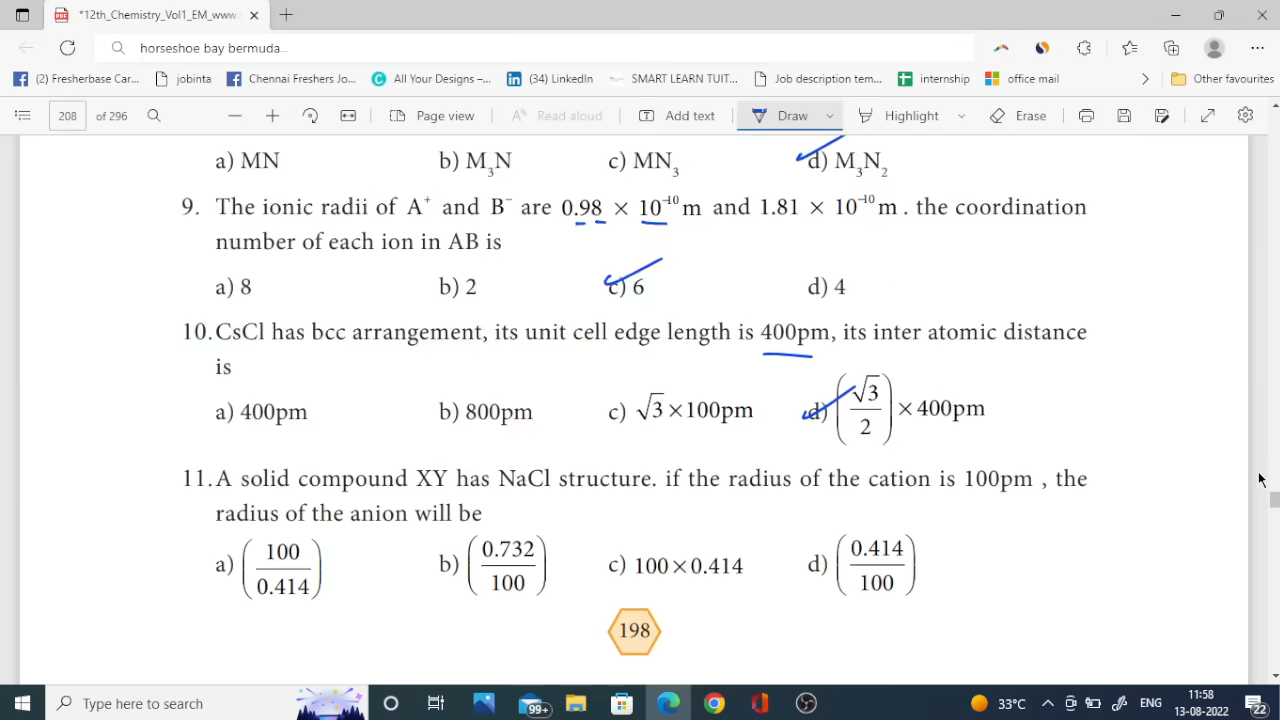 *12th_Chemistry_Vol1_EM_www.
horseshoe bay bermuda
(2) Fresherbase Car... jobinta Chennai Freshers Jo... All Your Designs –... (34) LinkedIn SMART LEARN TUIT... Job description tem... internship office mail Other favourites
208 of 296 Page view Read aloud Add text Draw Highlight Erase
a) MN b) M₃N c) MN₃ d) M₃N₂
9. The ionic radii of A⁺ and B⁻ are 0.98 × 10⁻¹⁰ m and 1.81 × 10⁻¹⁰ m . the coordination
number of each ion in AB is
a) 8 b) 2 c) 6 d) 4
10. CsCl has bcc arrangement, its unit cell edge length is 400pm, its inter atomic distance
is
a) 400pm b) 800pm c) √3 × 100pm d) (√3/2) × 400pm
11. A solid compound XY has NaCl structure. if the radius of the cation is 100pm , the
radius of the anion will be
a) (100/0.414) b) (0.732/100) c) 100 × 0.414 d) (0.414/100)
198
Type here to search 99+ 33°C ENG 11:58
13-08-2022 22